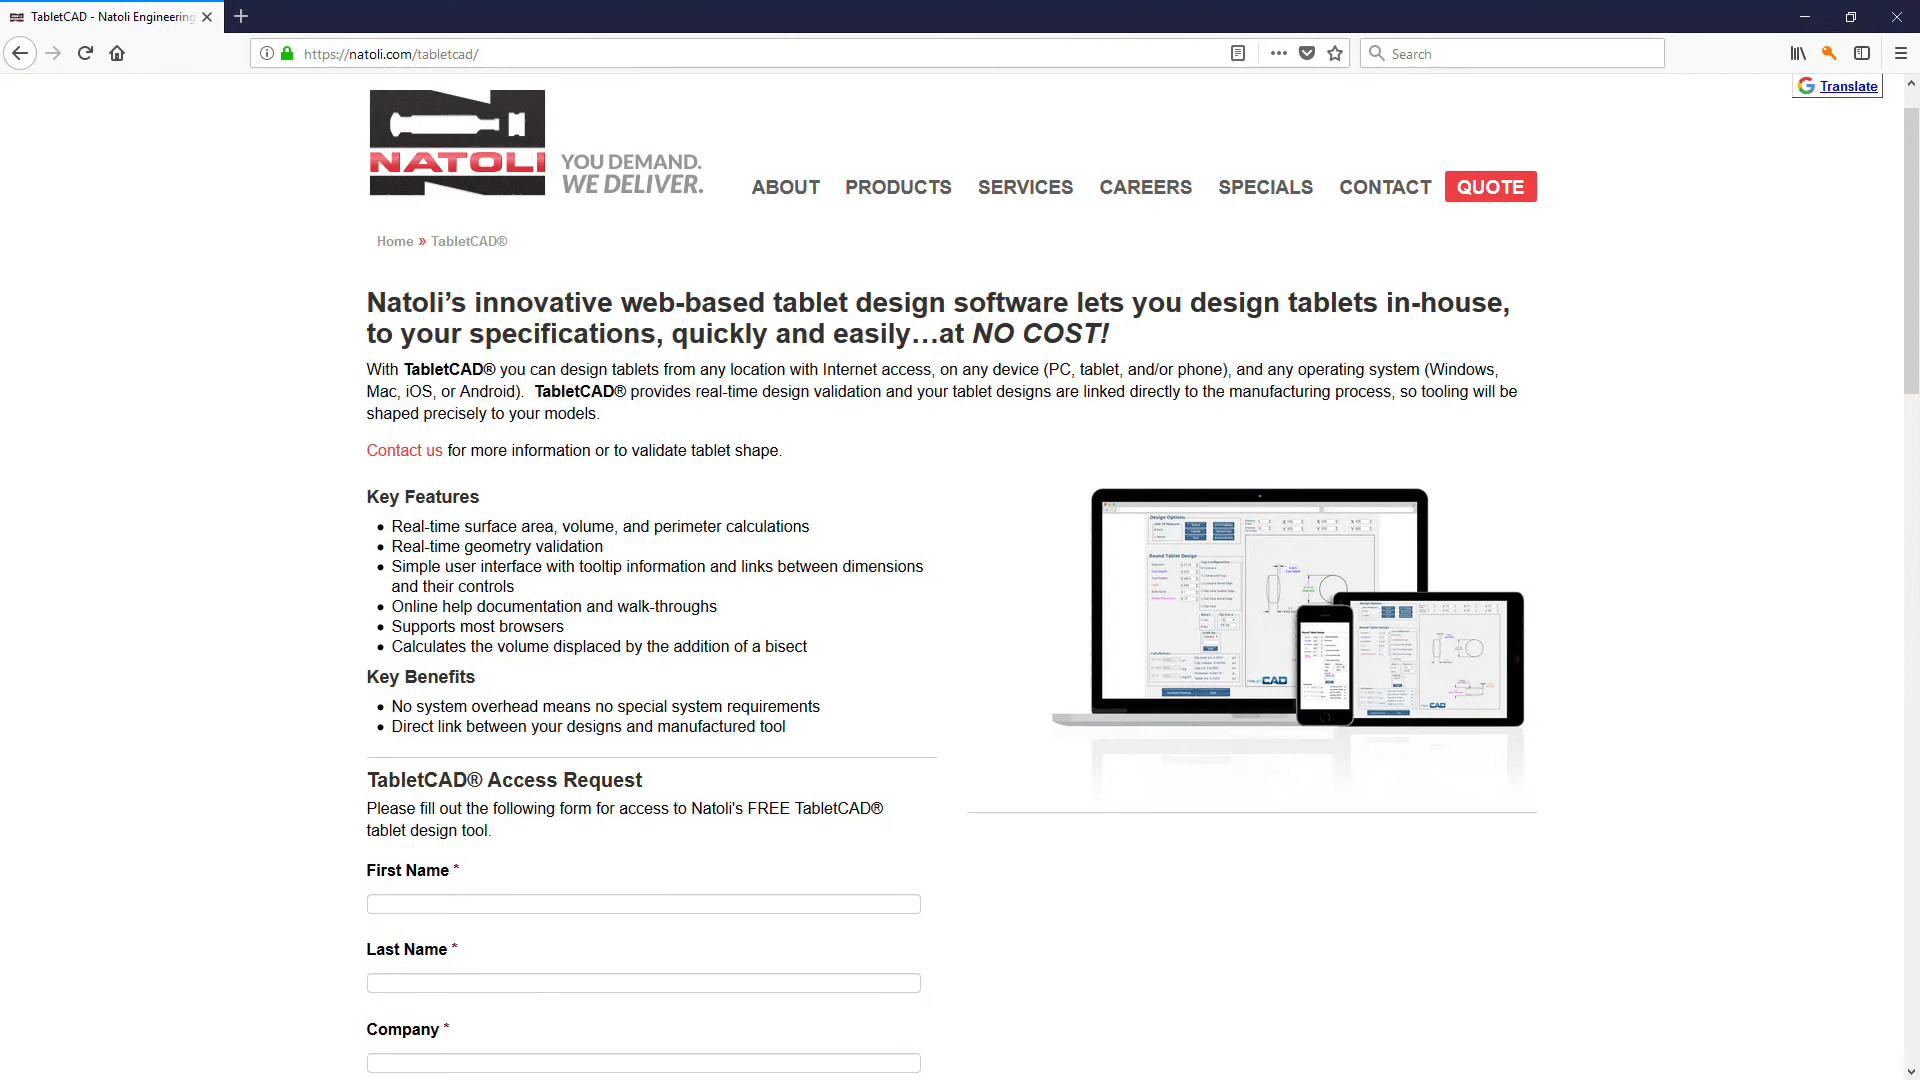 TabletCAD - Natoli Engineering
https://natoli.com/tabletcad/
Search
Translate
NATOLI
YOU DEMAND.
WE DELIVER.
ABOUT PRODUCTS SERVICES CAREERS SPECIALS CONTACT QUOTE
Home » TabletCAD®
Natoli’s innovative web-based tablet design software lets you design tablets in-house,
to your specifications, quickly and easily…at NO COST!
With TabletCAD® you can design tablets from any location with Internet access, on any device (PC, tablet, and/or phone), and any operating system (Windows,
Mac, iOS, or Android). TabletCAD® provides real-time design validation and your tablet designs are linked directly to the manufacturing process, so tooling will be
shaped precisely to your models.
Contact us for more information or to validate tablet shape.
Key Features
Real-time surface area, volume, and perimeter calculations
Real-time geometry validation
Simple user interface with tooltip information and links between dimensions
and their controls
Online help documentation and walk-throughs
Supports most browsers
Calculates the volume displaced by the addition of a bisect
Key Benefits
No system overhead means no special system requirements
Direct link between your designs and manufactured tool
Design Options
Round Tablet Design
TABLET CAD
TabletCAD® Access Request
Please fill out the following form for access to Natoli's FREE TabletCAD®
tablet design tool.
First Name *
Last Name *
Company *